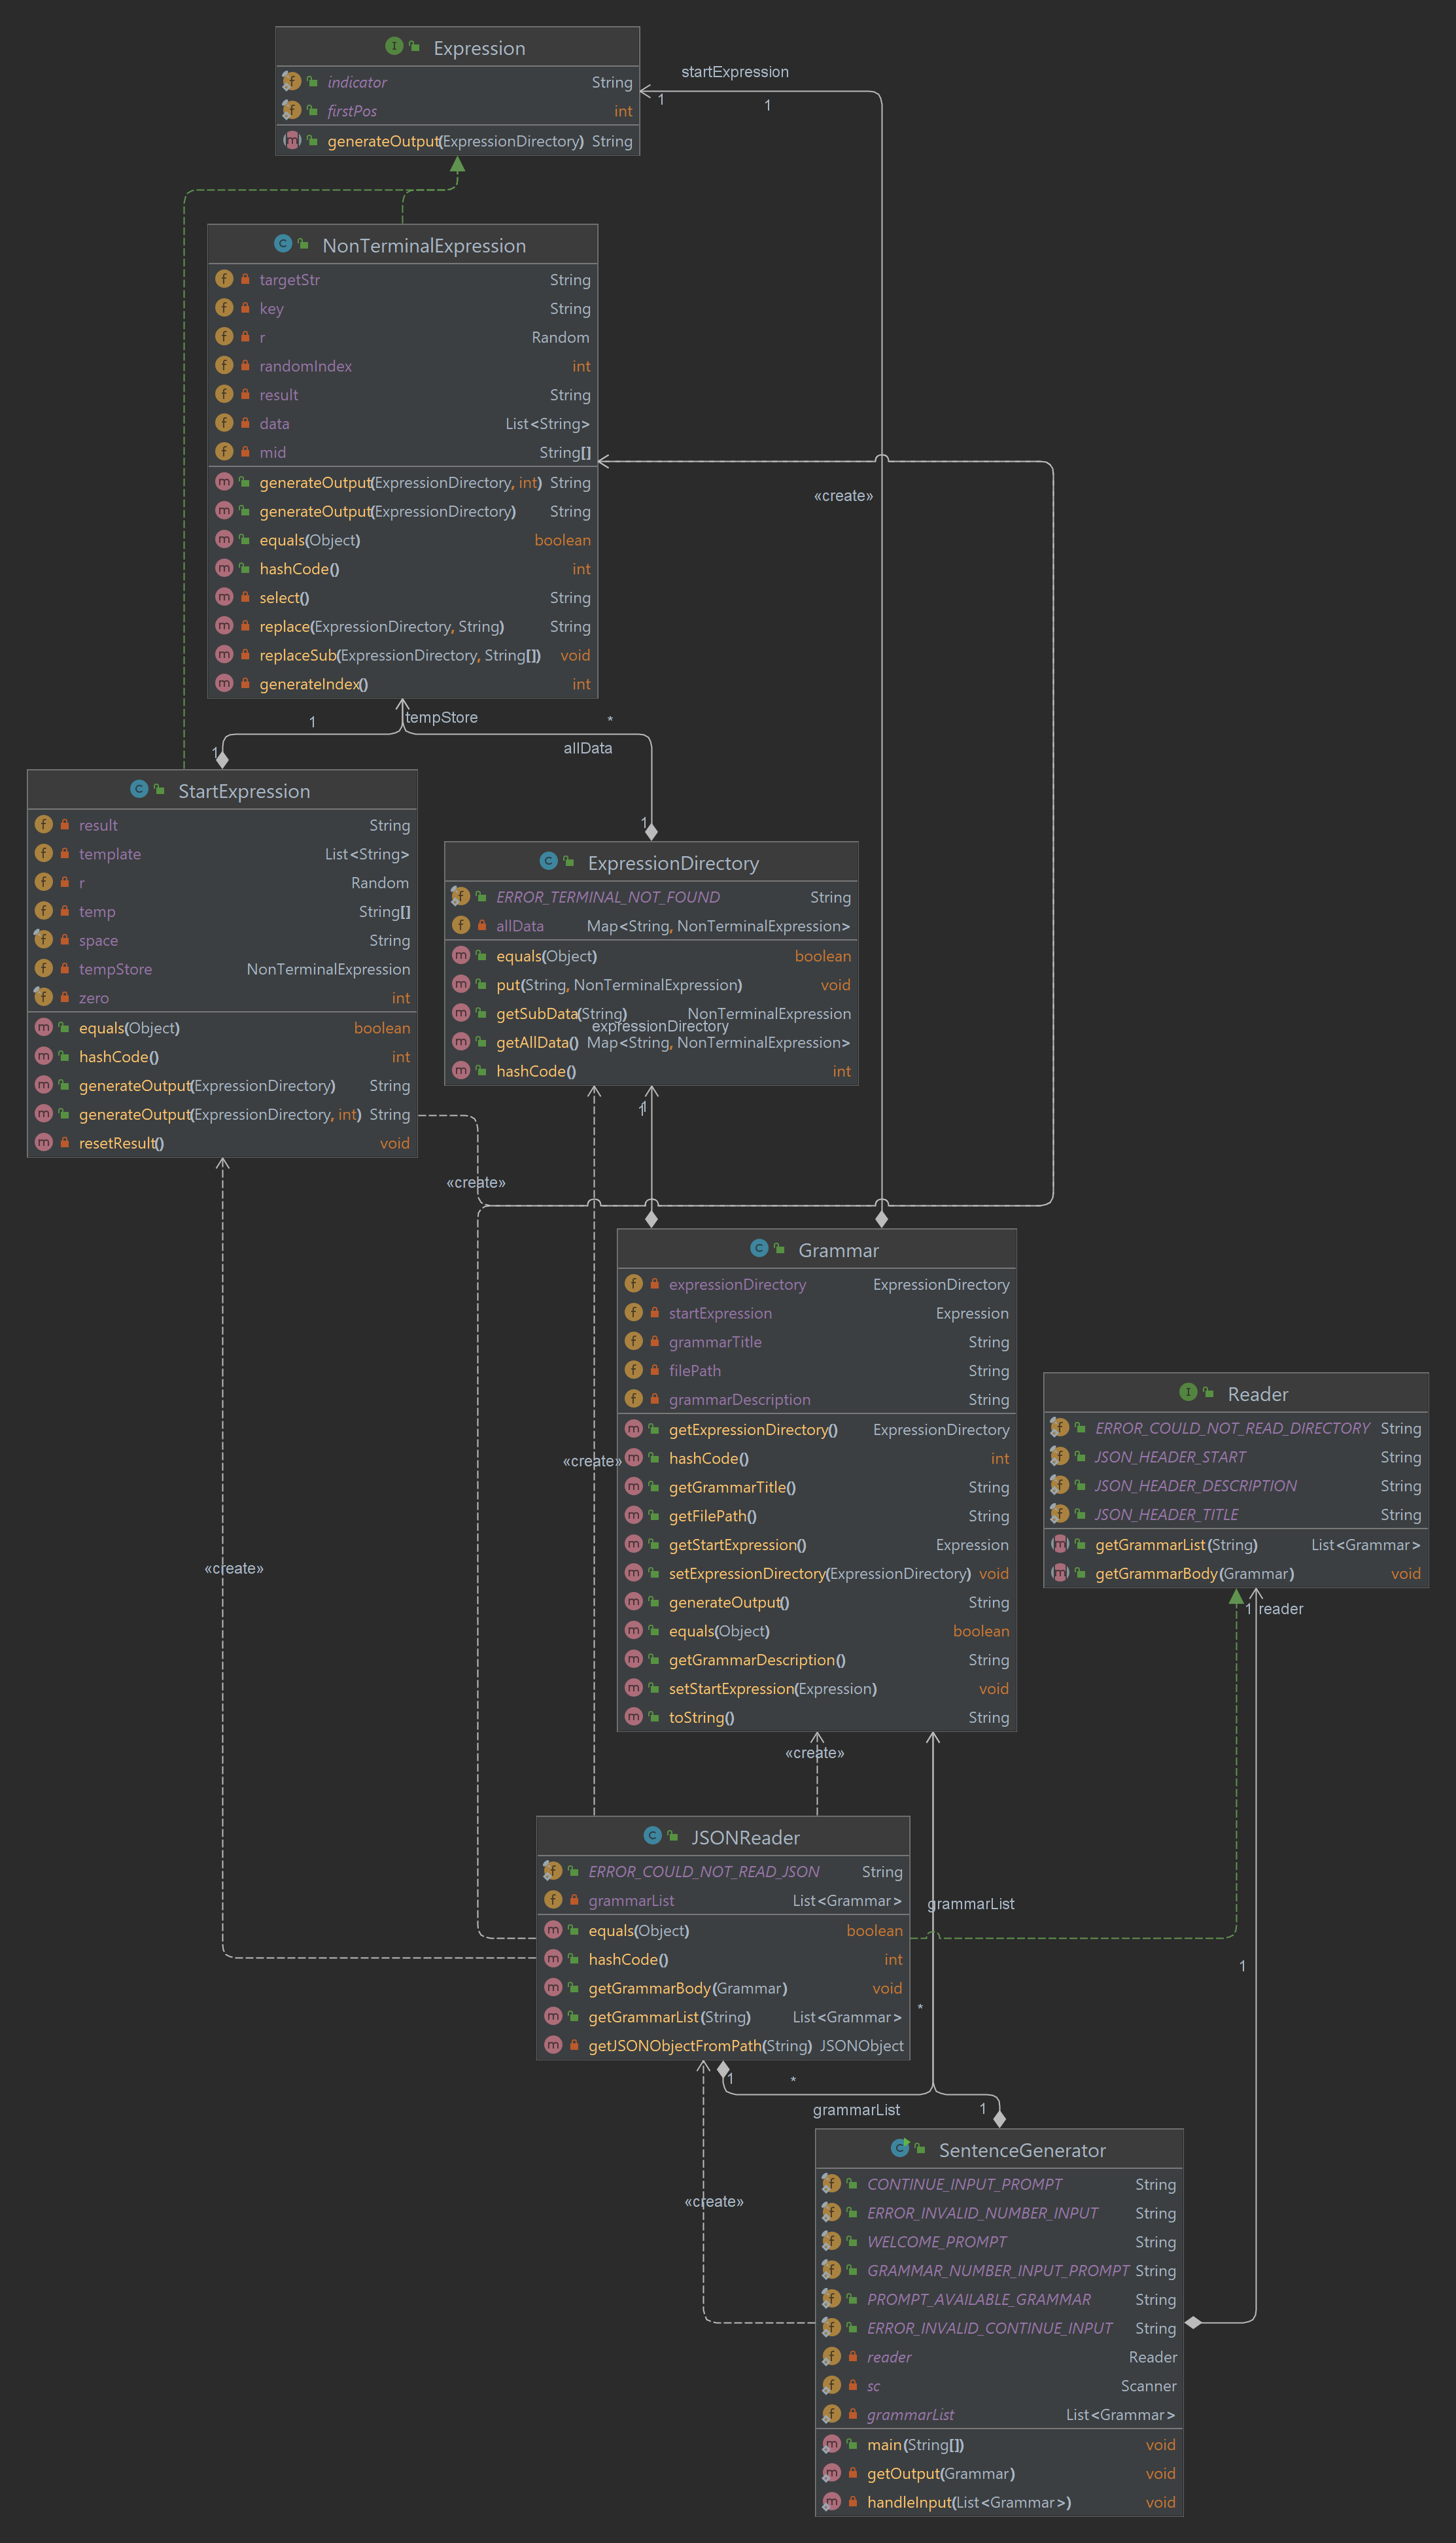 Expression
indicator String
firstPos int
generateOutput(ExpressionDirectory) String
startExpression
1
1
NonTerminalExpression
targetStr String
key String
r Random
randomIndex int
result String
data List<String>
mid String[]
generateOutput(ExpressionDirectory, int) String
generateOutput(ExpressionDirectory) String
equals(Object) boolean
hashCode() int
select() String
replace(ExpressionDirectory, String) String
replaceSub(ExpressionDirectory, String[]) void
generateIndex() int
«create»
1
tempStore
*
1
allData
1
StartExpression
result String
template List<String>
r Random
temp String[]
space String
tempStore NonTerminalExpression
zero int
equals(Object) boolean
hashCode() int
generateOutput(ExpressionDirectory) String
generateOutput(ExpressionDirectory, int) String
resetResult() void
ExpressionDirectory
ERROR_TERMINAL_NOT_FOUND String
allData Map<String, NonTerminalExpression>
equals(Object) boolean
put(String, NonTerminalExpression) void
getSubData(String) NonTerminalExpression
expressionDirectory
getAllData() Map<String, NonTerminalExpression>
hashCode() int
1
1
«create»
Grammar
expressionDirectory ExpressionDirectory
startExpression Expression
grammarTitle String
filePath String
grammarDescription String
getExpressionDirectory() ExpressionDirectory
hashCode() int
getGrammarTitle() String
getFilePath() String
getStartExpression() Expression
setExpressionDirectory(ExpressionDirectory) void
generateOutput() String
equals(Object) boolean
getGrammarDescription() String
setStartExpression(Expression) void
toString() String
«create»
«create»
Reader
ERROR_COULD_NOT_READ_DIRECTORY String
JSON_HEADER_START String
JSON_HEADER_DESCRIPTION String
JSON_HEADER_TITLE String
getGrammarList(String) List<Grammar>
getGrammarBody(Grammar) void
1 reader
«create»
JSONReader
ERROR_COULD_NOT_READ_JSON String
grammarList List<Grammar>
equals(Object) boolean
hashCode() int
getGrammarBody(Grammar) void
getGrammarList(String) List<Grammar>
getJSONObjectFromPath(String) JSONObject
grammarList
1
*
1
*
grammarList
1
«create»
SentenceGenerator
CONTINUE_INPUT_PROMPT String
ERROR_INVALID_NUMBER_INPUT String
WELCOME_PROMPT String
GRAMMAR_NUMBER_INPUT_PROMPT String
PROMPT_AVAILABLE_GRAMMAR String
ERROR_INVALID_CONTINUE_INPUT String
reader Reader
sc Scanner
grammarList List<Grammar>
main(String[]) void
getOutput(Grammar) void
handleInput(List<Grammar>) void